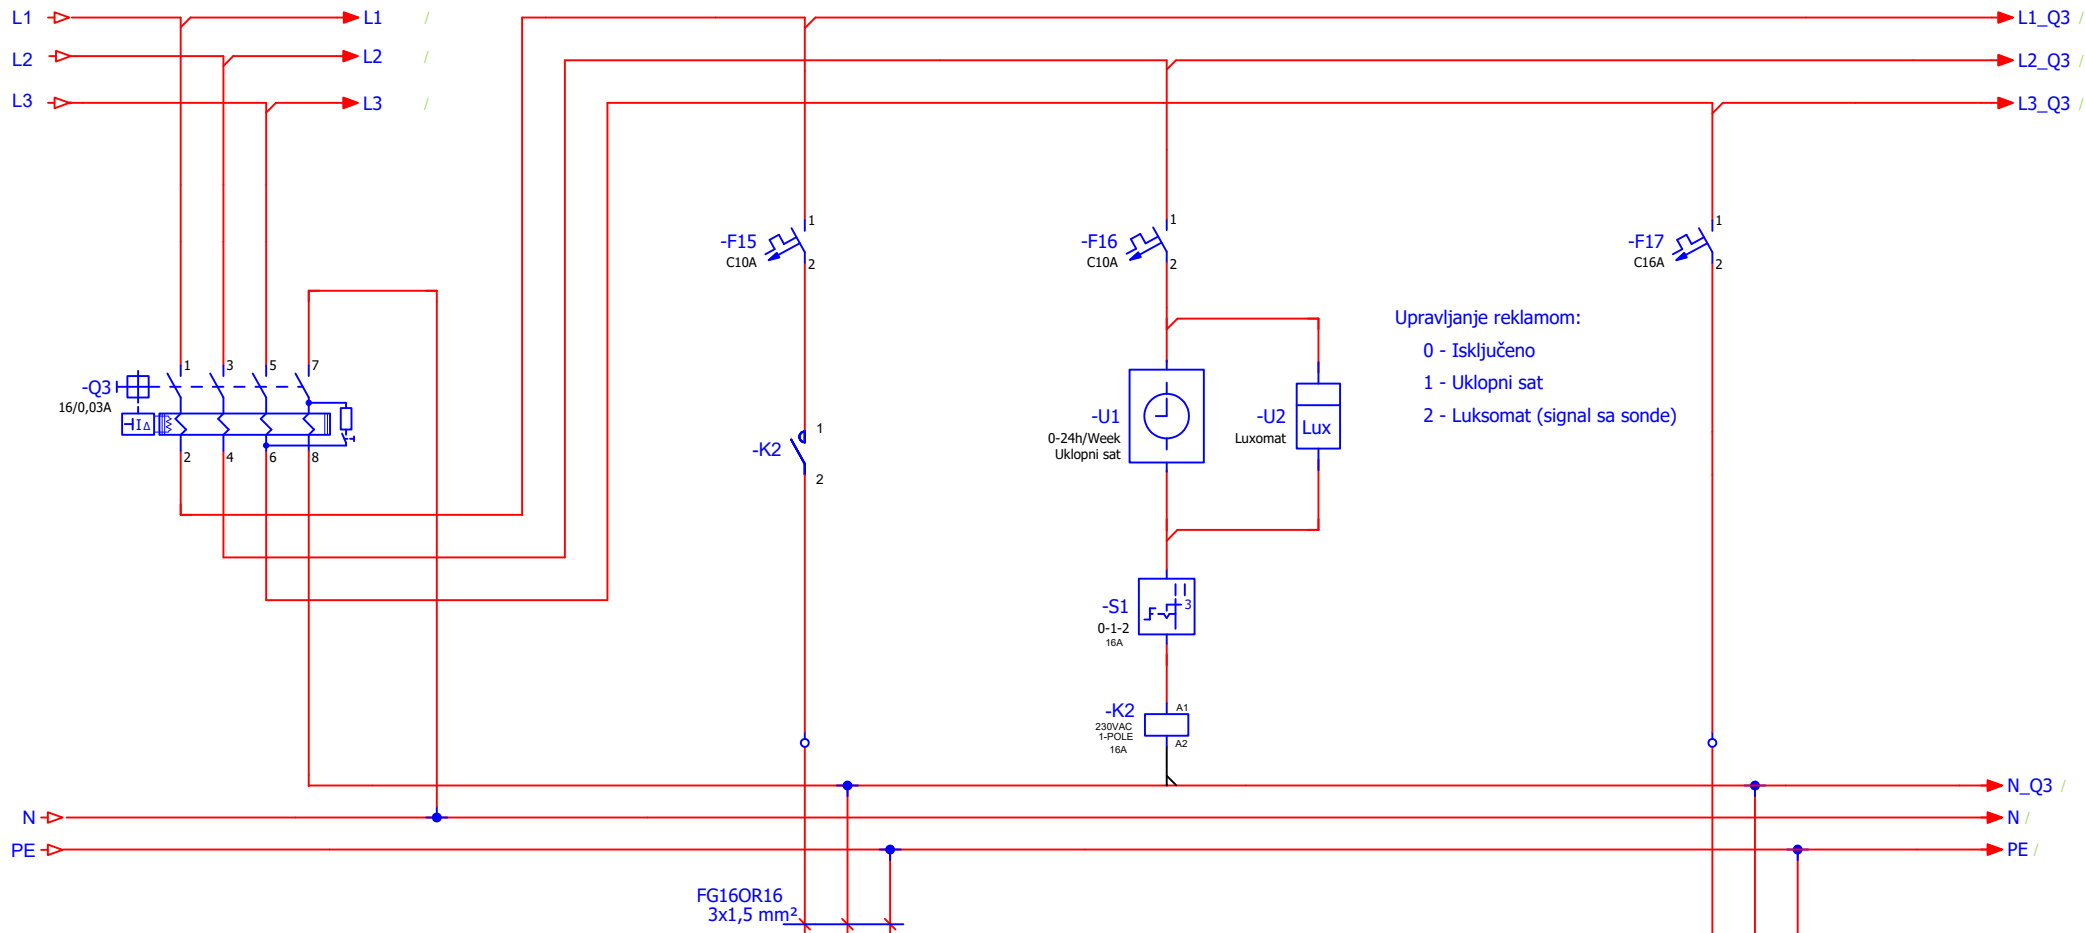 L1
L1 /
L1_Q3 /
L2
L2 /
L2_Q3 /
L3
L3 /
L3_Q3 /
1
-F15
C10A
2
1
-F16
C10A
2
1
-F17
C16A
2
Upravljanje reklamom:
0 - Isključeno
1 - Uklopni sat
2 - Luksomat (signal sa sonde)
1 3 5 7
-Q3
16/0,03A
I Δ
2 4 6 8
1
-K2
2
-U1
0-24h/Week
Uklopni sat
-U2
Luxomat
Lux
-S1
0-1-2
16A
3
-K2
230VAC
1-POLE
16A
A1
A2
N_Q3 /
N
N /
PE
PE /
FG16OR16
3x1,5 mm²